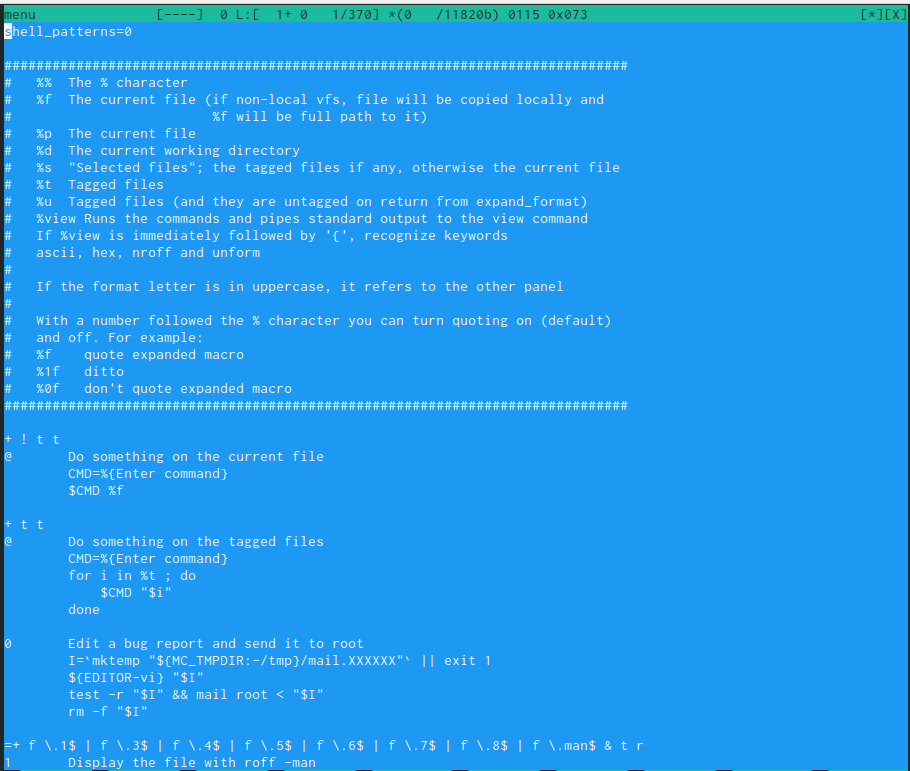 menu [----] 0 L:[ 1+ 0 1/370] *(0 /11820b) 0115 0x073 [*][X]
shell_patterns=0
##############################################################################
# %% The % character
# %f The current file (if non-local vfs, file will be copied locally and
# %f will be full path to it)
# %p The current file
# %d The current working directory
# %s "Selected files"; the tagged files if any, otherwise the current file
# %t Tagged files
# %u Tagged files (and they are untagged on return from expand_format)
# %view Runs the commands and pipes standard output to the view command
# If %view is immediately followed by '{', recognize keywords
# ascii, hex, nroff and unform
#
# If the format letter is in uppercase, it refers to the other panel
#
# With a number followed the % character you can turn quoting on (default)
# and off. For example:
# %f quote expanded macro
# %1f ditto
# %0f don't quote expanded macro
##############################################################################
+ ! t t
@ Do something on the current file
CMD=%{Enter command}
$CMD %f
+ t t
@ Do something on the tagged files
CMD=%{Enter command}
for i in %t ; do
$CMD "$i"
done
0 Edit a bug report and send it to root
I=`mktemp "${MC_TMPDIR:-/tmp}/mail.XXXXXX"` || exit 1
${EDITOR-vi} "$I"
test -r "$I" && mail root < "$I"
rm -f "$I"
=+ f \.1$ | f \.3$ | f \.4$ | f \.5$ | f \.6$ | f \.7$ | f \.8$ | f \.man$ & t r
1 Display the file with roff -man